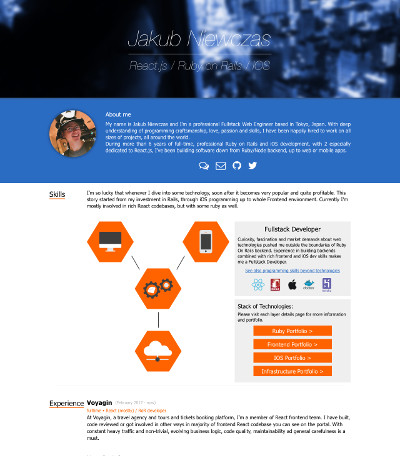 Jakub Niewczas
React.js / Ruby on Rails / iOS
About me
My name is Jakub Niewczas and I'm a professional Fullstack Web Engineer based in Tokyo, Japan. With deep
understanding of programming craftsmanship, love, passion and skills, I have been happily hired to work on all
sizes of projects, all around the world.
During more than 6 years of full-time, professional Ruby on Rails and iOS development, with 2 especially
dedicated to React.js, I've been building software down from Ruby/Node backend, up to web or mobile apps.
Skills
I'm so lucky that whenever I dive into some technology, soon after it becomes very popular and quite profitable. This
story started from my investment in Rails, through iOS programming up to whole Frontend environment. Currently I'm
mostly involved in rich React codebases, but with some ruby as well.
Fullstack Developer
Curiosity, fascination and market demands about web
technologies pushed me outside the boundaries of Ruby
On Rails backend. Experience in building backends
combined with rich frontend and iOS dev skills makes
me a Fullstack Developer.
See also programming skills beyond technologies
Stack of Technologies:
Please visit each layer details page for more information
and portfolio.
Ruby Portfolio >
Frontend Portfolio >
IOS Portfolio >
Infrastructure Portfolio >
Experience
Voyagin
At Voyagin, a travel agency and tours and tickets booking platform, I'm a member of React frontend team. I have built,
code reviewed or got involved in other ways in majority of frontend React codebase you can see on the portal. With
constant heavy traffic and non-trivial, evolving business logic, code quality, maintainability and general carefulness is a
must.